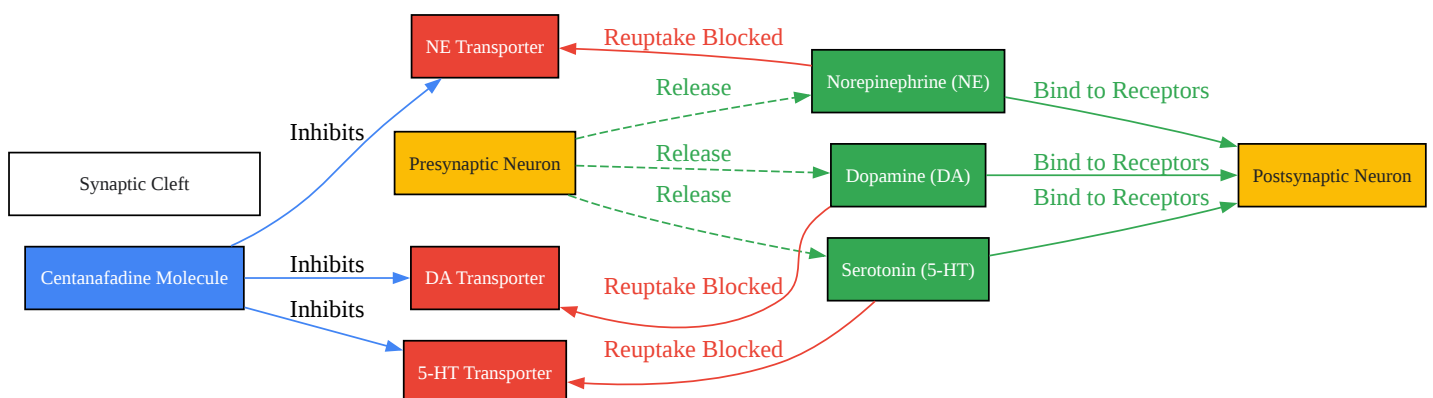 NE Transporter
Reuptake Blocked
Norepinephrine (NE)
Release
Bind to Receptors
Inhibits
Presynaptic Neuron
Release
Dopamine (DA)
Bind to Receptors
Postsynaptic Neuron
Synaptic Cleft
Release
Bind to Receptors
Centanafadine Molecule
Inhibits
DA Transporter
Serotonin (5-HT)
Reuptake Blocked
Inhibits
Reuptake Blocked
5-HT Transporter